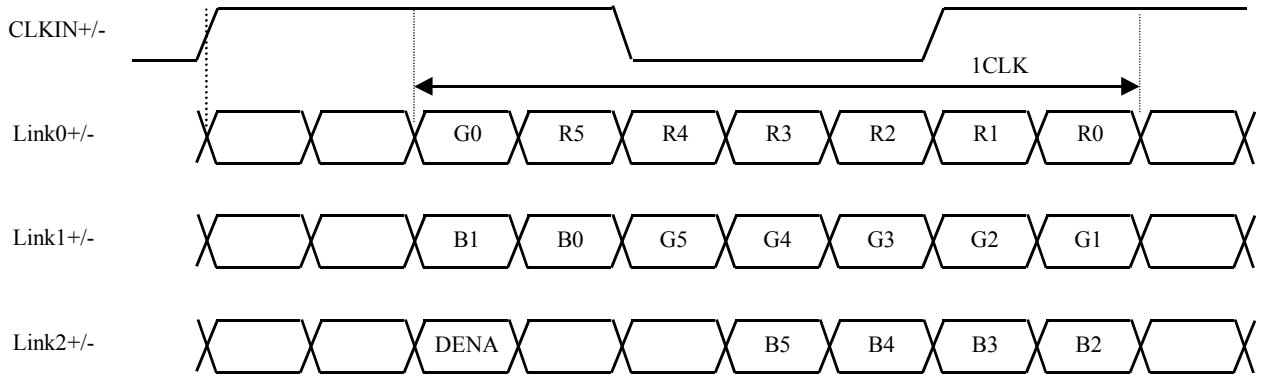 CLKIN+/-
1CLK
Link0+/- G0 R5 R4 R3 R2 R1 R0
Link1+/- B1 B0 G5 G4 G3 G2 G1
Link2+/- DENA B5 B4 B3 B2